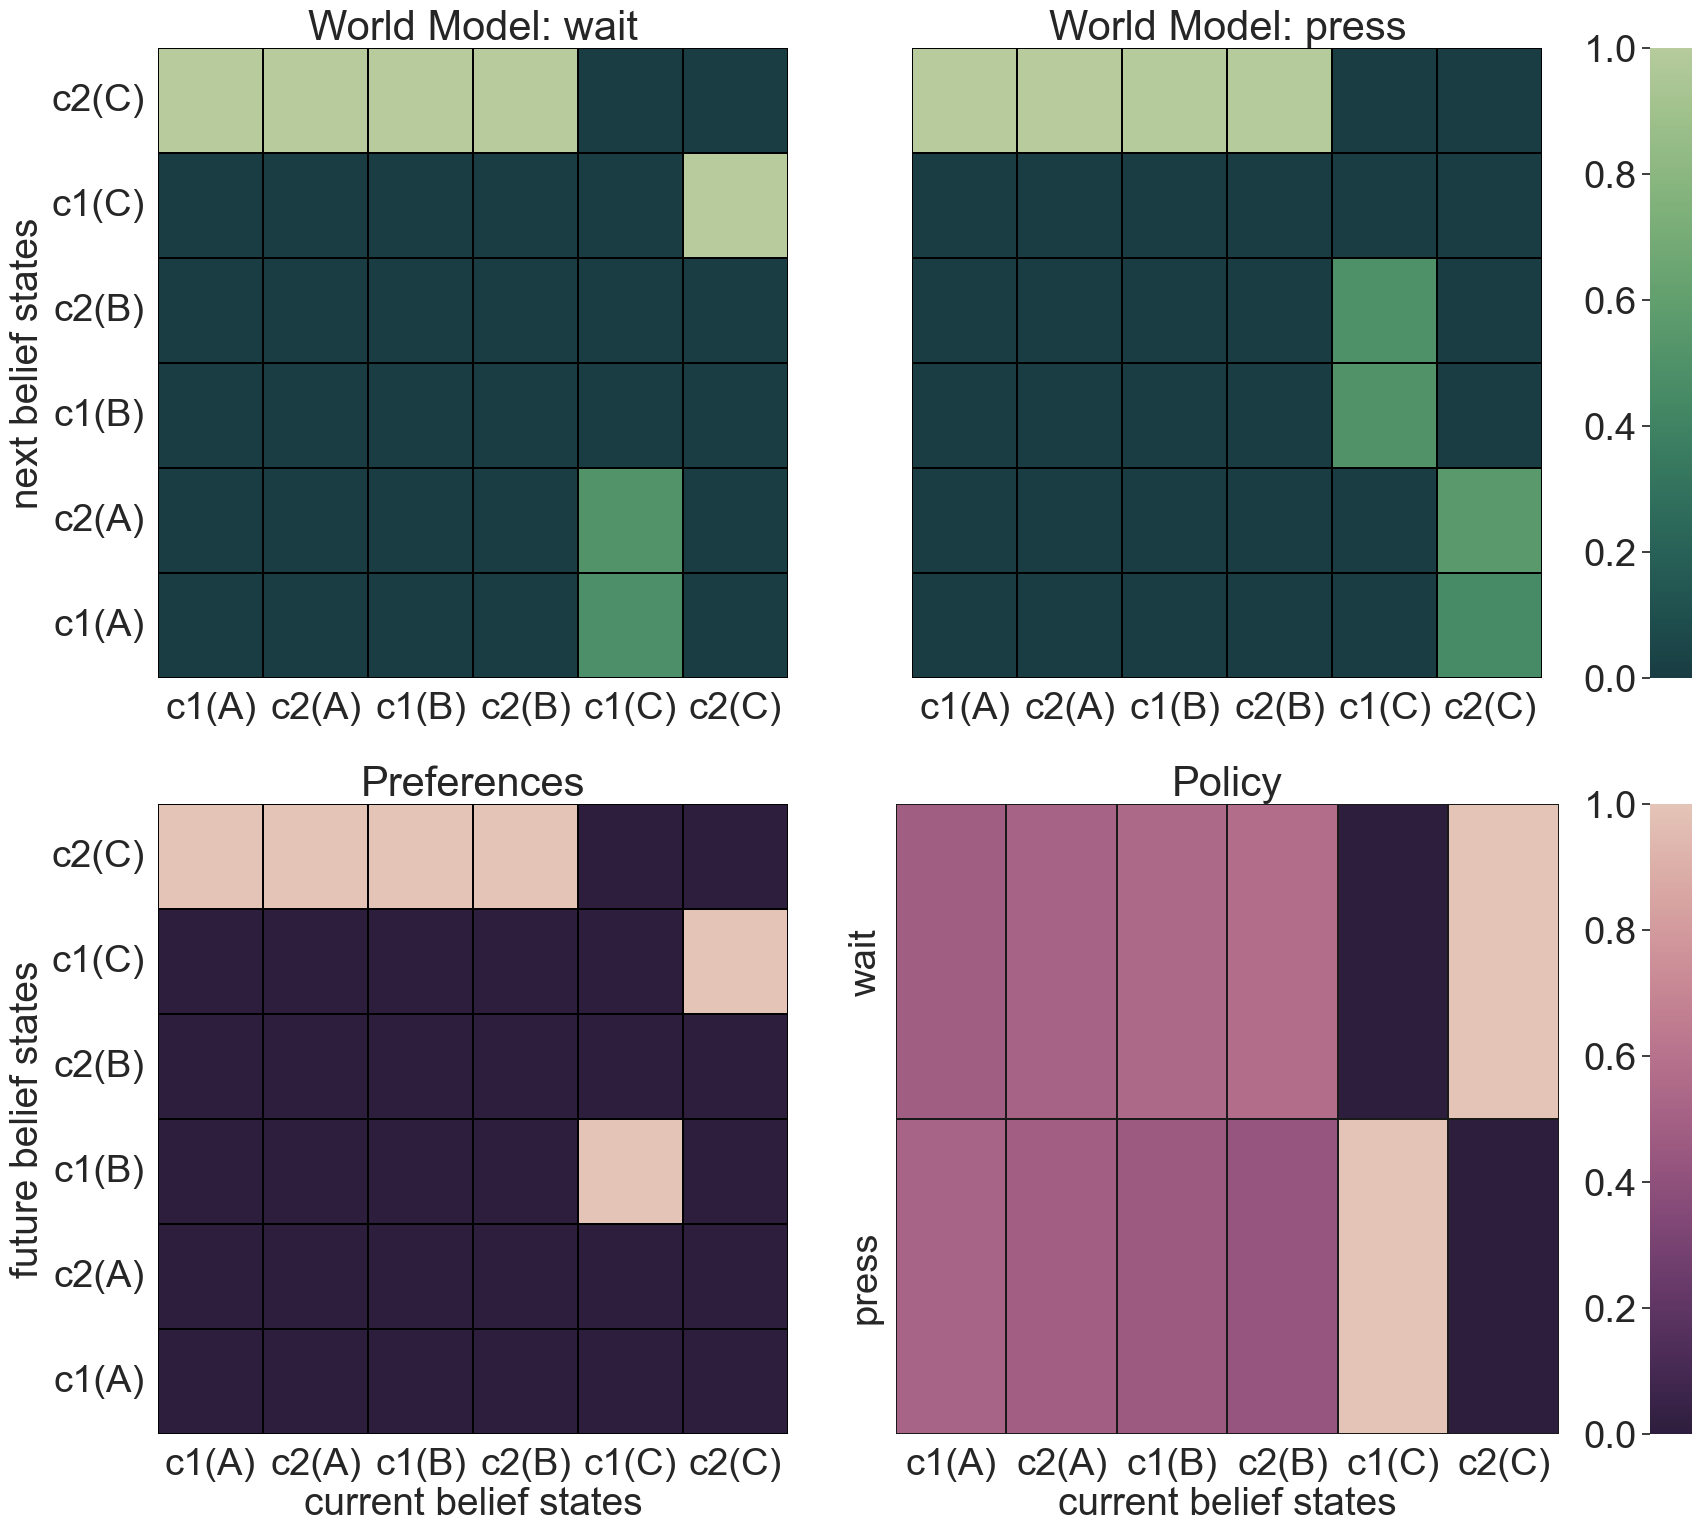 World Model: wait
World Model: press
next belief states
c2(C)
c1(C)
c2(B)
c1(B)
c2(A)
c1(A)
c1(A) c2(A) c1(B) c2(B) c1(C) c2(C)
c1(A) c2(A) c1(B) c2(B) c1(C) c2(C)
1.0
0.8
0.6
0.4
0.2
0.0
Preferences
Policy
future belief states
c2(C)
c1(C)
c2(B)
c1(B)
c2(A)
c1(A)
c1(A) c2(A) c1(B) c2(B) c1(C) c2(C)
current belief states
wait
press
c1(A) c2(A) c1(B) c2(B) c1(C) c2(C)
current belief states
1.0
0.8
0.6
0.4
0.2
0.0